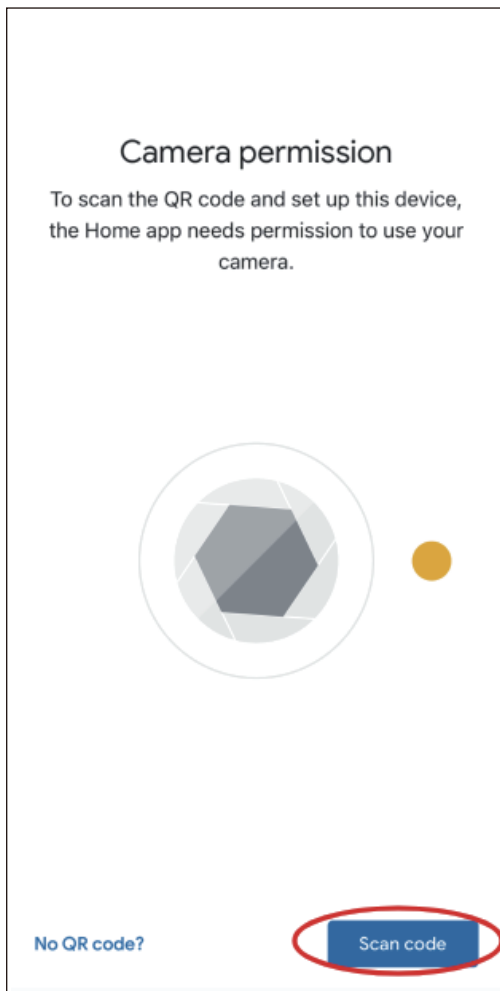 Camera permission
To scan the QR code and set up this device,
the Home app needs permission to use your
camera.
No QR code?
Scan code